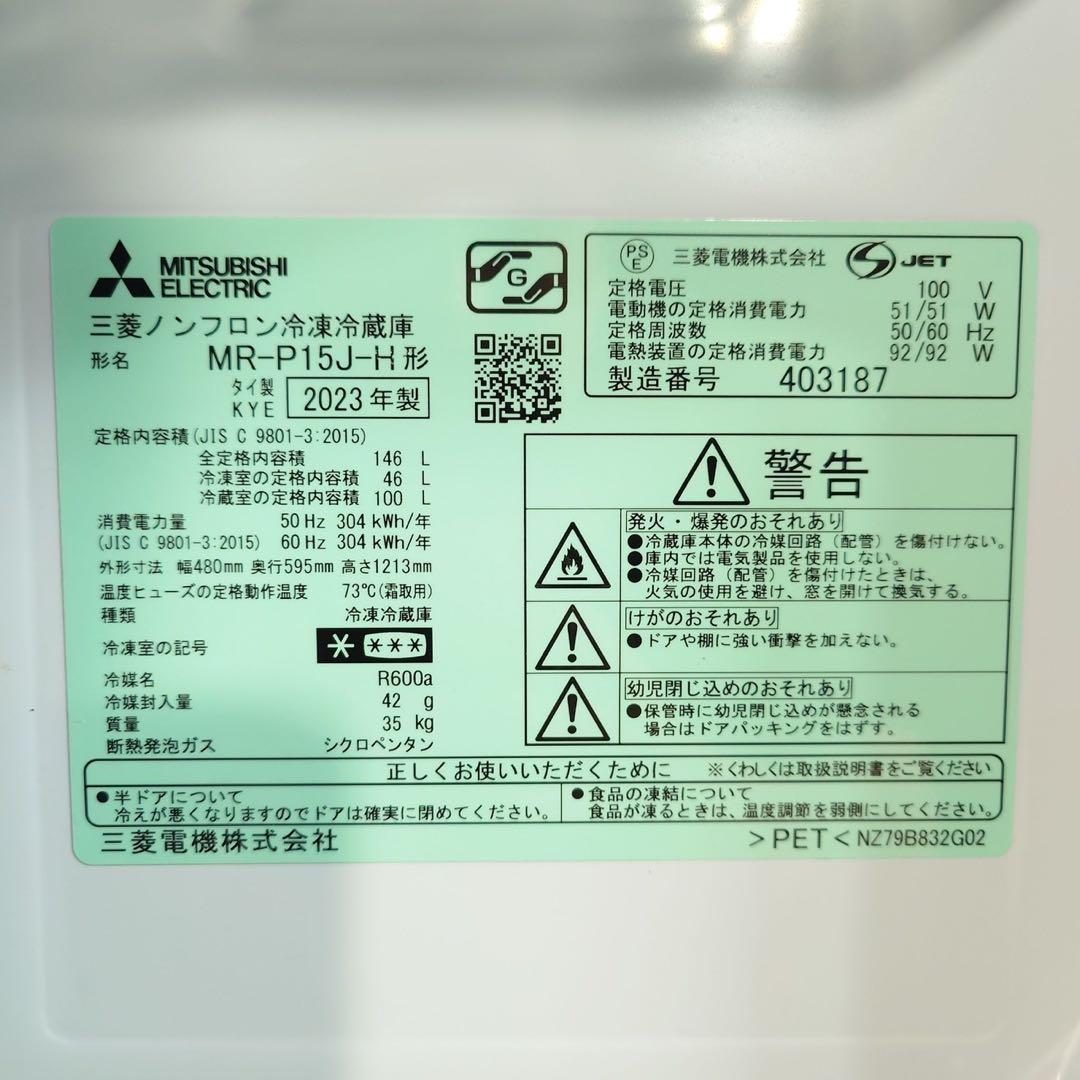 MITSUBISHI
ELECTRIC
三菱ノンフロン冷凍冷蔵庫
形名 MR-P15J-H形
タイ製
KYE 2023年製
定格内容積(JIS C 9801-3:2015)
全定格内容積 146 L
冷凍室の定格内容積 46 L
冷蔵室の定格内容積 100 L
消費電力量 50Hz 304kWh/年
(JIS C 9801-3:2015) 60Hz 304kWh/年
外形寸法 幅480mm 奥行595mm 高さ1213mm
温度ヒューズの定格動作温度 73℃(霜取用)
種類 冷凍冷蔵庫
冷凍室の記号
冷媒名 R600a
冷媒封入量 42 g
質量 35 kg
断熱発泡ガス シクロペンタン
G
PS
E
三菱電機株式会社 S JET
定格電圧 100 V
電動機の定格消費電力 51/51 W
定格周波数 50/60 Hz
電熱装置の定格消費電力 92/92 W
製造番号 403187
警告
発火・爆発のおそれあり
●冷蔵庫本体の冷媒回路(配管)を傷付けない。
●庫内では電気製品を使用しない。
●冷媒回路(配管)を傷付けたときは、
火気の使用を避け、窓を開けて換気する。
けがのおそれあり
●ドアや棚に強い衝撃を加えない。
幼児閉じ込めのおそれあり
●保管時に幼児閉じ込めが懸念される
場合はドアパッキングをはずす。
正しくお使いいただくために ※くわしくは取扱説明書をご覧ください
●半ドアについて
冷えが悪くなりますのでドアは確実に閉めてください。
●食品の凍結について
食品が凍るときは、温度調節を弱側にしてください。
三菱電機株式会社 >PET< NZ79B832G02